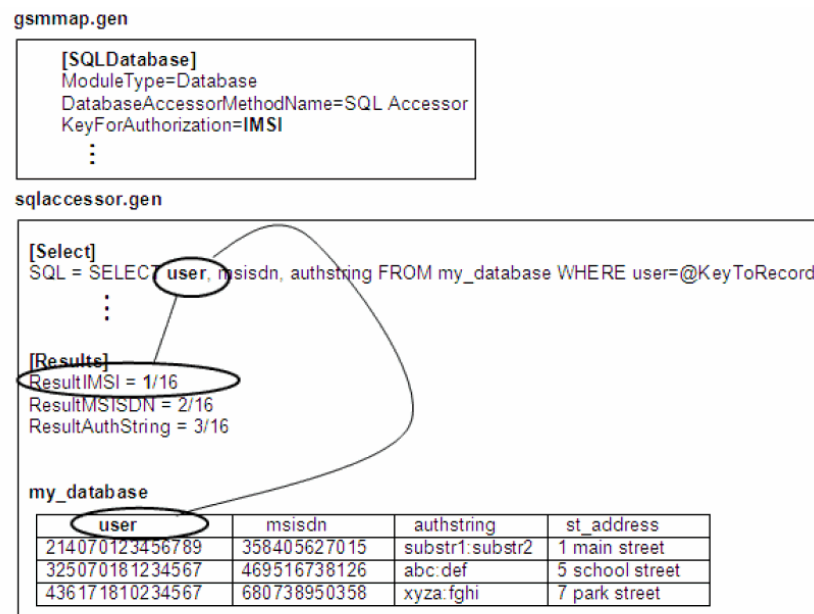 gsmmap.gen
[SQLDatabase]
ModuleType=Database
DatabaseAccessorMethodName=SQL Accessor
KeyForAuthorization=IMSI
sqlaccessor.gen
[Select]
SQL = SELECT user, msisdn, authstring FROM my_database WHERE user=@KeyToRecord
[Results]
ResultIMSI = 1/16
ResultMSISDN = 2/16
ResultAuthString = 3/16
my_database
user msisdn authstring st_address
214070123456789 358405627015 substr1:substr2 1 main street
325070181234567 469516738126 abc:def 5 school street
436171810234567 680738950358 xyza:fghi 7 park street